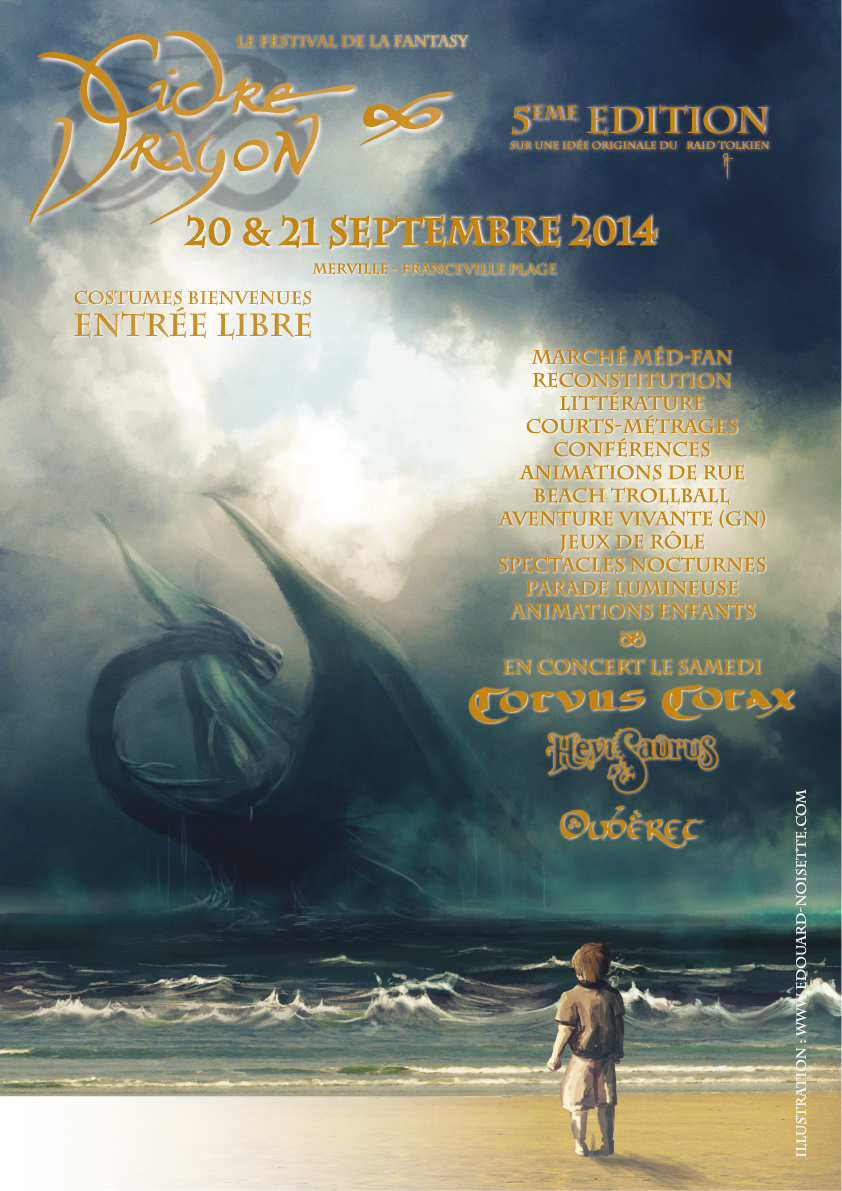 LE FESTIVAL DE LA FANTASY
Cidre
Dragon
5EME EDITION
SUR UNE IDÉE ORIGINALE DU RAID TOLKIEN
20 & 21 SEPTEMBRE 2014
MERVILLE - FRANCEVILLE PLAGE
COSTUMES BIENVENUES
ENTRÉE LIBRE
MARCHÉ MÉD-FAN
RECONSTITUTION
LITTÉRATURE
COURTS-MÉTRAGES
CONFÉRENCES
ANIMATIONS DE RUE
BEACH TROLLBALL
AVENTURE VIVANTE (GN)
JEUX DE RÔLE
SPECTACLES NOCTURNES
PARADE LUMINEUSE
ANIMATIONS ENFANTS
EN CONCERT LE SAMEDI
Corvus Corax
HEVISAURUS
OUBÉRET
ILLUSTRATION : WWW.EDOUARD-NOISETTE.COM